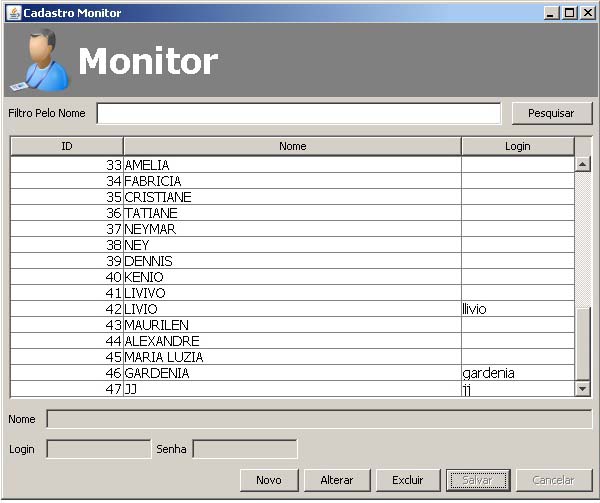 Cadastro Monitor
Monitor
Filtro Pelo Nome Pesquisar
ID Nome Login
33 AMELIA
34 FABRICIA
35 CRISTIANE
36 TATIANE
37 NEYMAR
38 NEY
39 DENNIS
40 KENIO
41 LIVIVO
42 LIVIO llivio
43 MAURILEN
44 ALEXANDRE
45 MARIA LUZIA
46 GARDENIA gardenia
47 JJ jj
Nome
Login Senha
Novo Alterar Excluir Salvar Cancelar